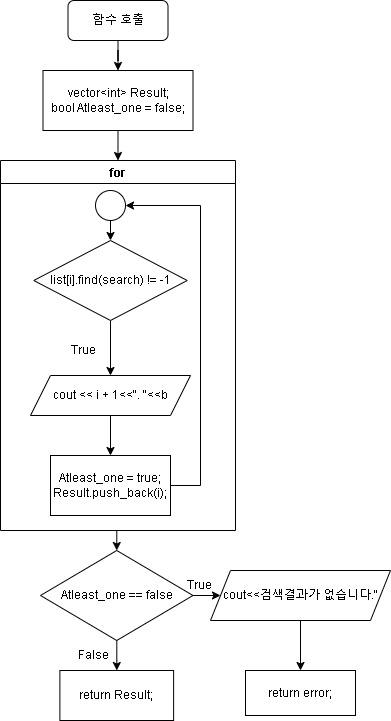 함수 호출
vector<int> Result;
bool Atleast_one = false;
for
list[i].find(search) != -1
True
cout << i + 1<<". "<<b
Atleast_one = true;
Result.push_back(i);
Atleast_one == false
True
cout<<검색결과가 없습니다."
False
return Result;
return error;